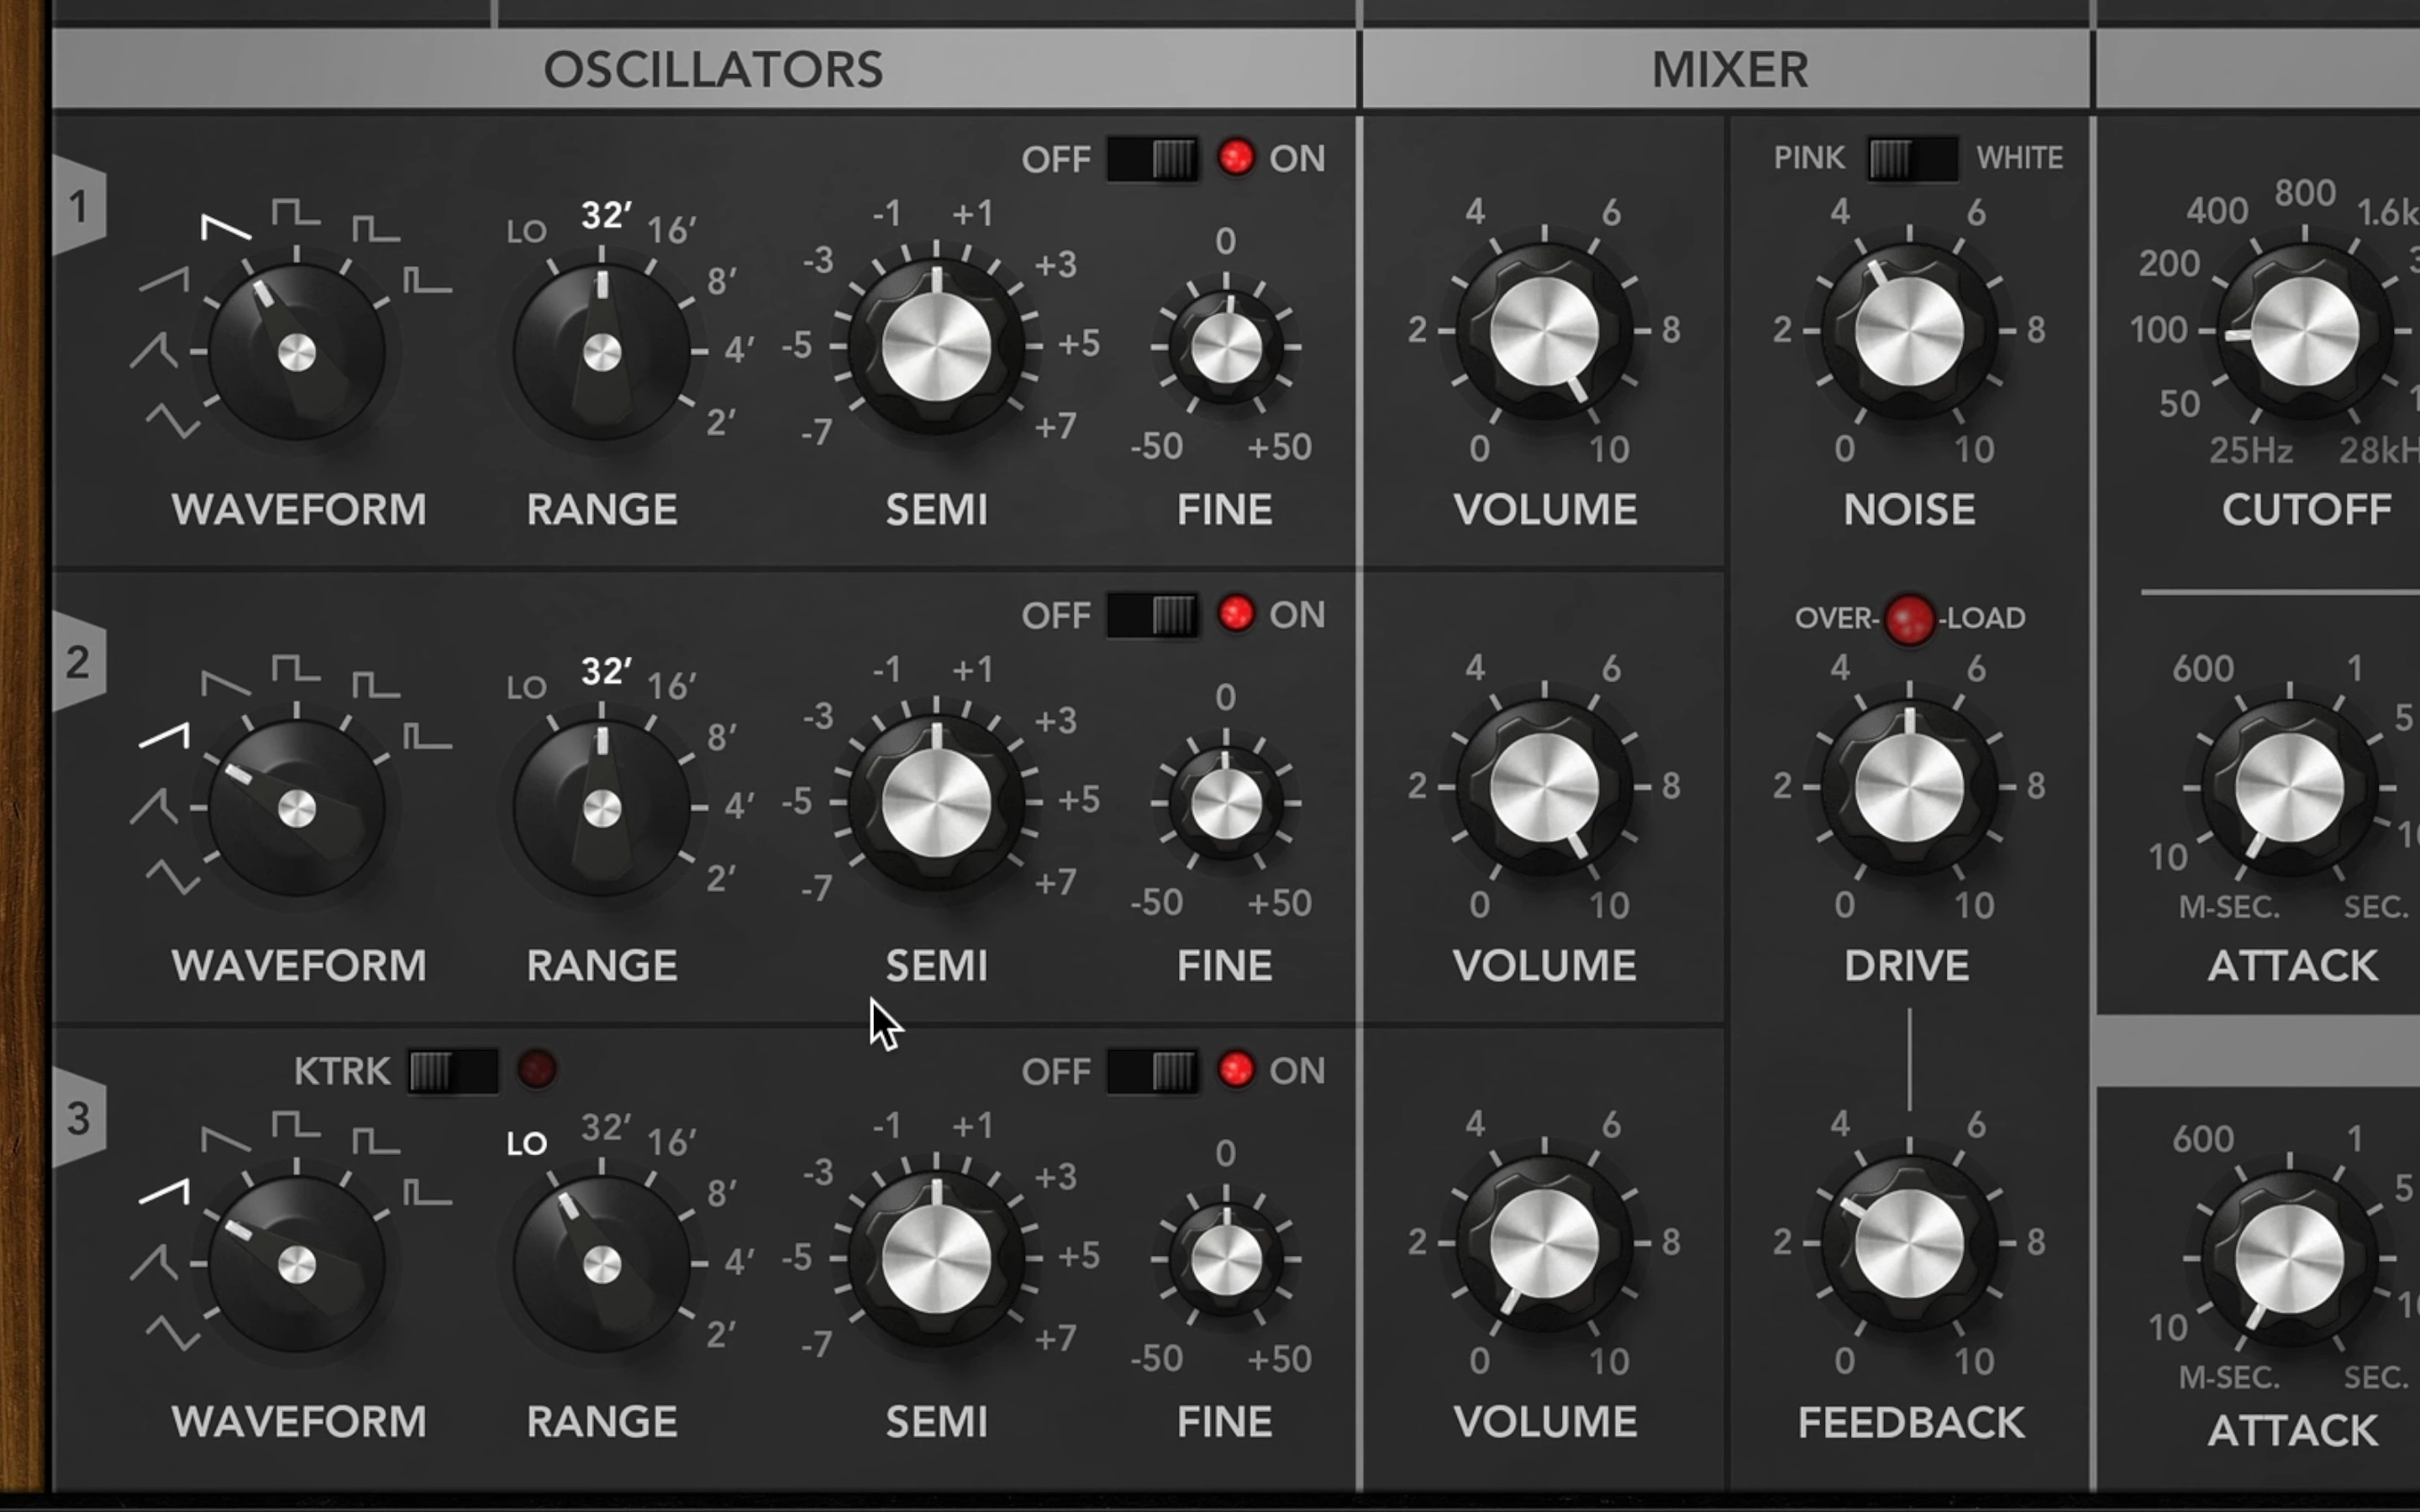 OSCILLATORS MIXER
1 OFF ON PINK WHITE
LO 32′ 16′ 8′ 4′ 2′
-7 -5 -3 -1 +1 +3 +5 +7
0 -50 +50
0 2 4 6 8 10
0 2 4 6 8 10
25Hz 50 100 200 400 800 1.6k
WAVEFORM RANGE SEMI FINE VOLUME NOISE CUTOFF
2 OFF ON OVER- -LOAD
LO 32′ 16′ 8′ 4′ 2′
-7 -5 -3 -1 +1 +3 +5 +7
0 -50 +50
0 2 4 6 8 10
0 2 4 6 8 10
10 600 1 5
M-SEC. SEC.
WAVEFORM RANGE SEMI FINE VOLUME DRIVE ATTACK
3 KTRK OFF ON
LO 32′ 16′ 8′ 4′ 2′
-7 -5 -3 -1 +1 +3 +5 +7
0 -50 +50
0 2 4 6 8 10
0 2 4 6 8 10
10 600 1 5
M-SEC. SEC.
WAVEFORM RANGE SEMI FINE VOLUME FEEDBACK ATTACK